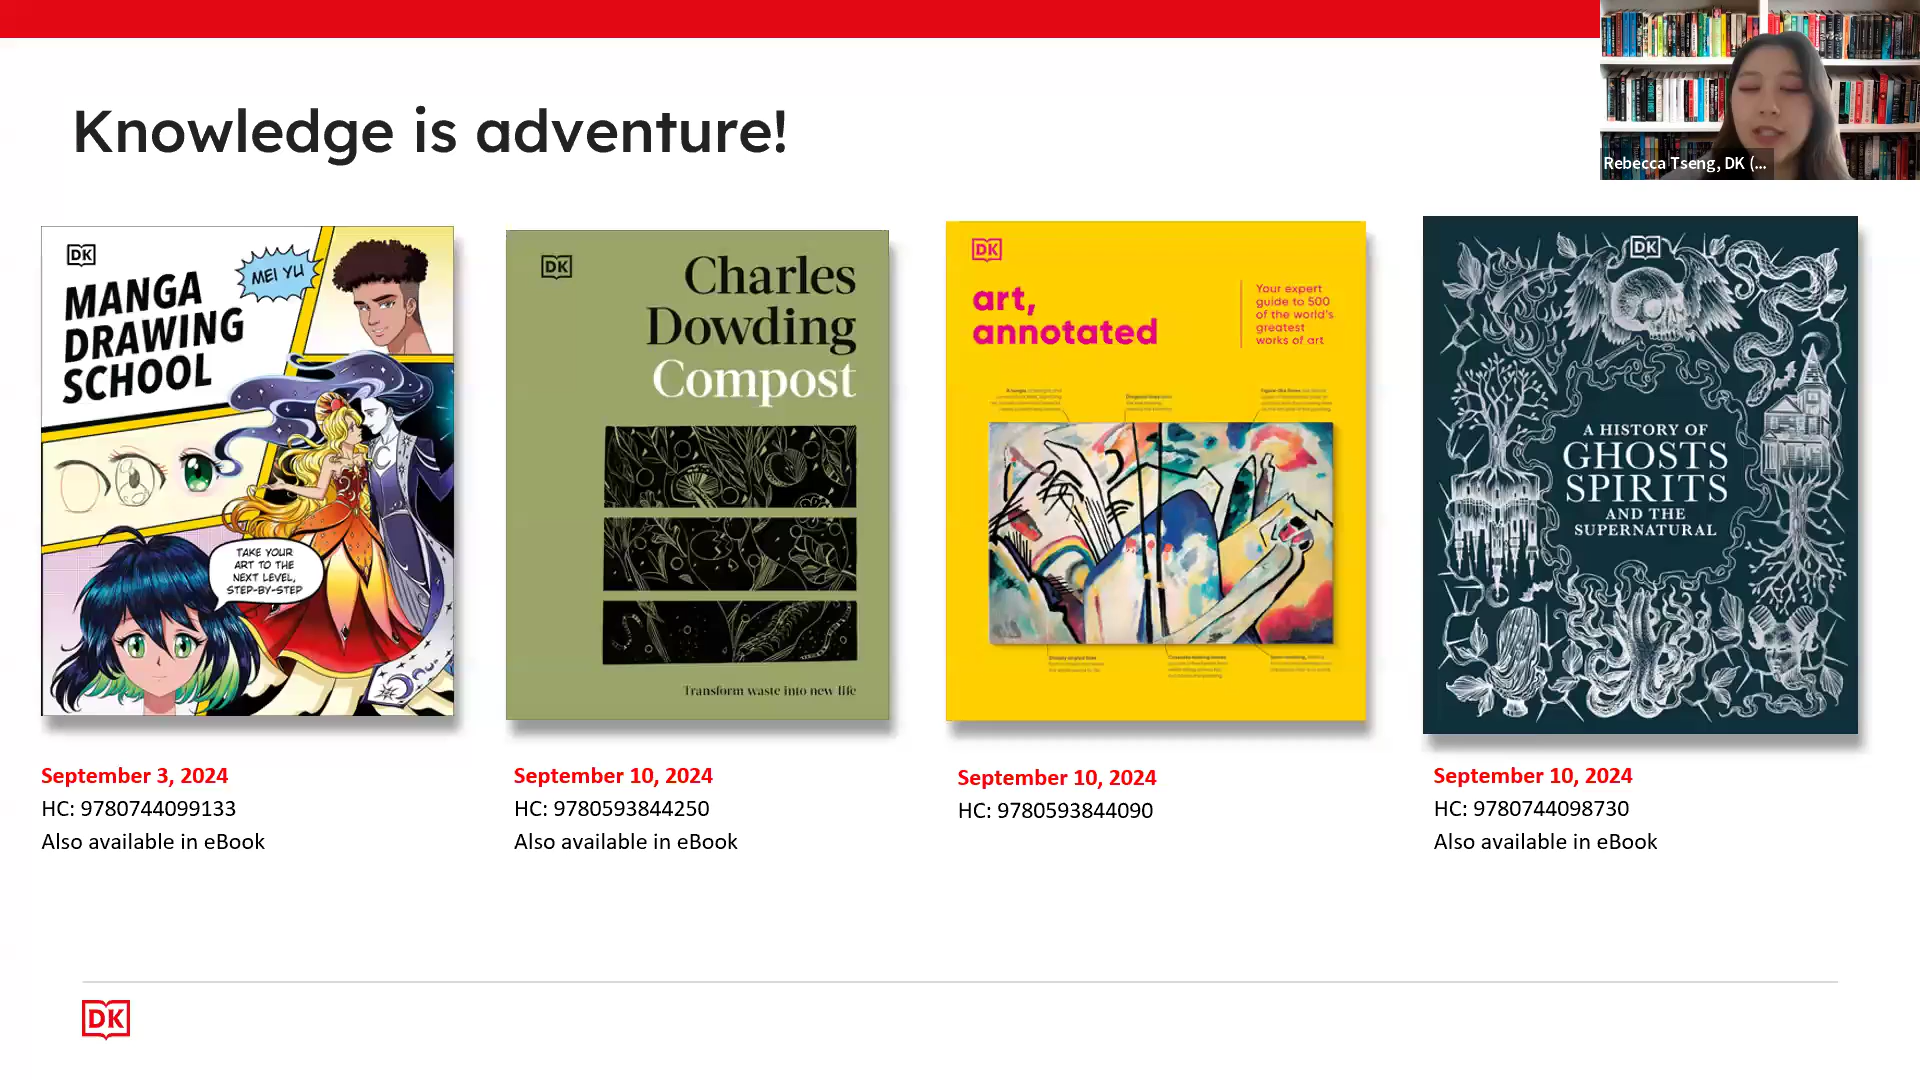 Knowledge is adventure!
Rebecca Tseng, DK (...
DK
MANGA
DRAWING
SCHOOL
MEI YU
TAKE YOUR
ART TO THE
NEXT LEVEL,
STEP-BY-STEP
September 3, 2024
HC: 9780744099133
Also available in eBook
DK
Charles
Dowding
Compost
Transform waste into new life
September 10, 2024
HC: 9780593844250
Also available in eBook
DK
art,
annotated
Your expert
guide to 500
of the world's
greatest
works of art
September 10, 2024
HC: 9780593844090
DK
A HISTORY OF
GHOSTS
SPIRITS
AND THE
SUPERNATURAL
September 10, 2024
HC: 9780744098730
Also available in eBook
DK